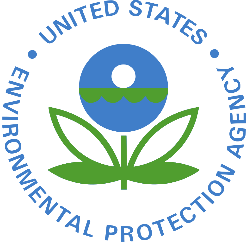 UNITED STATES
ENVIRONMENTAL PROTECTION AGENCY